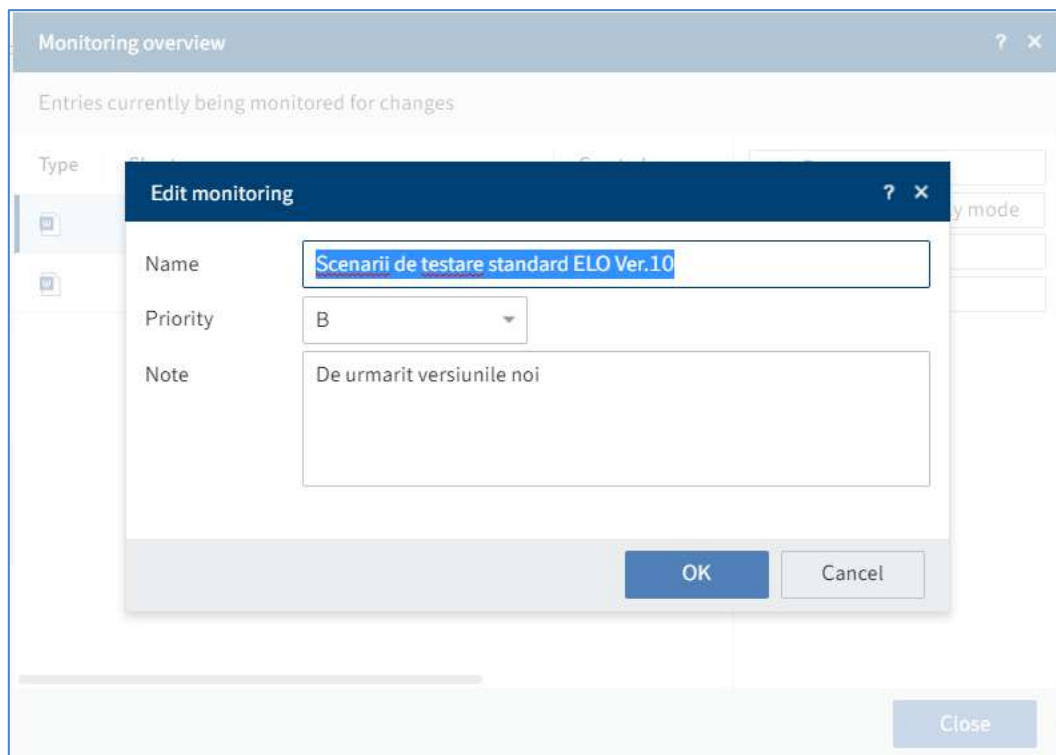 Monitoring overview ? ×
Entries currently being monitored for changes
Type
Edit monitoring ? ×
y mode
Name Scenarii de testare standard ELO Ver.10
Priority B
Note De urmarit versiunile noi
OK Cancel
Close